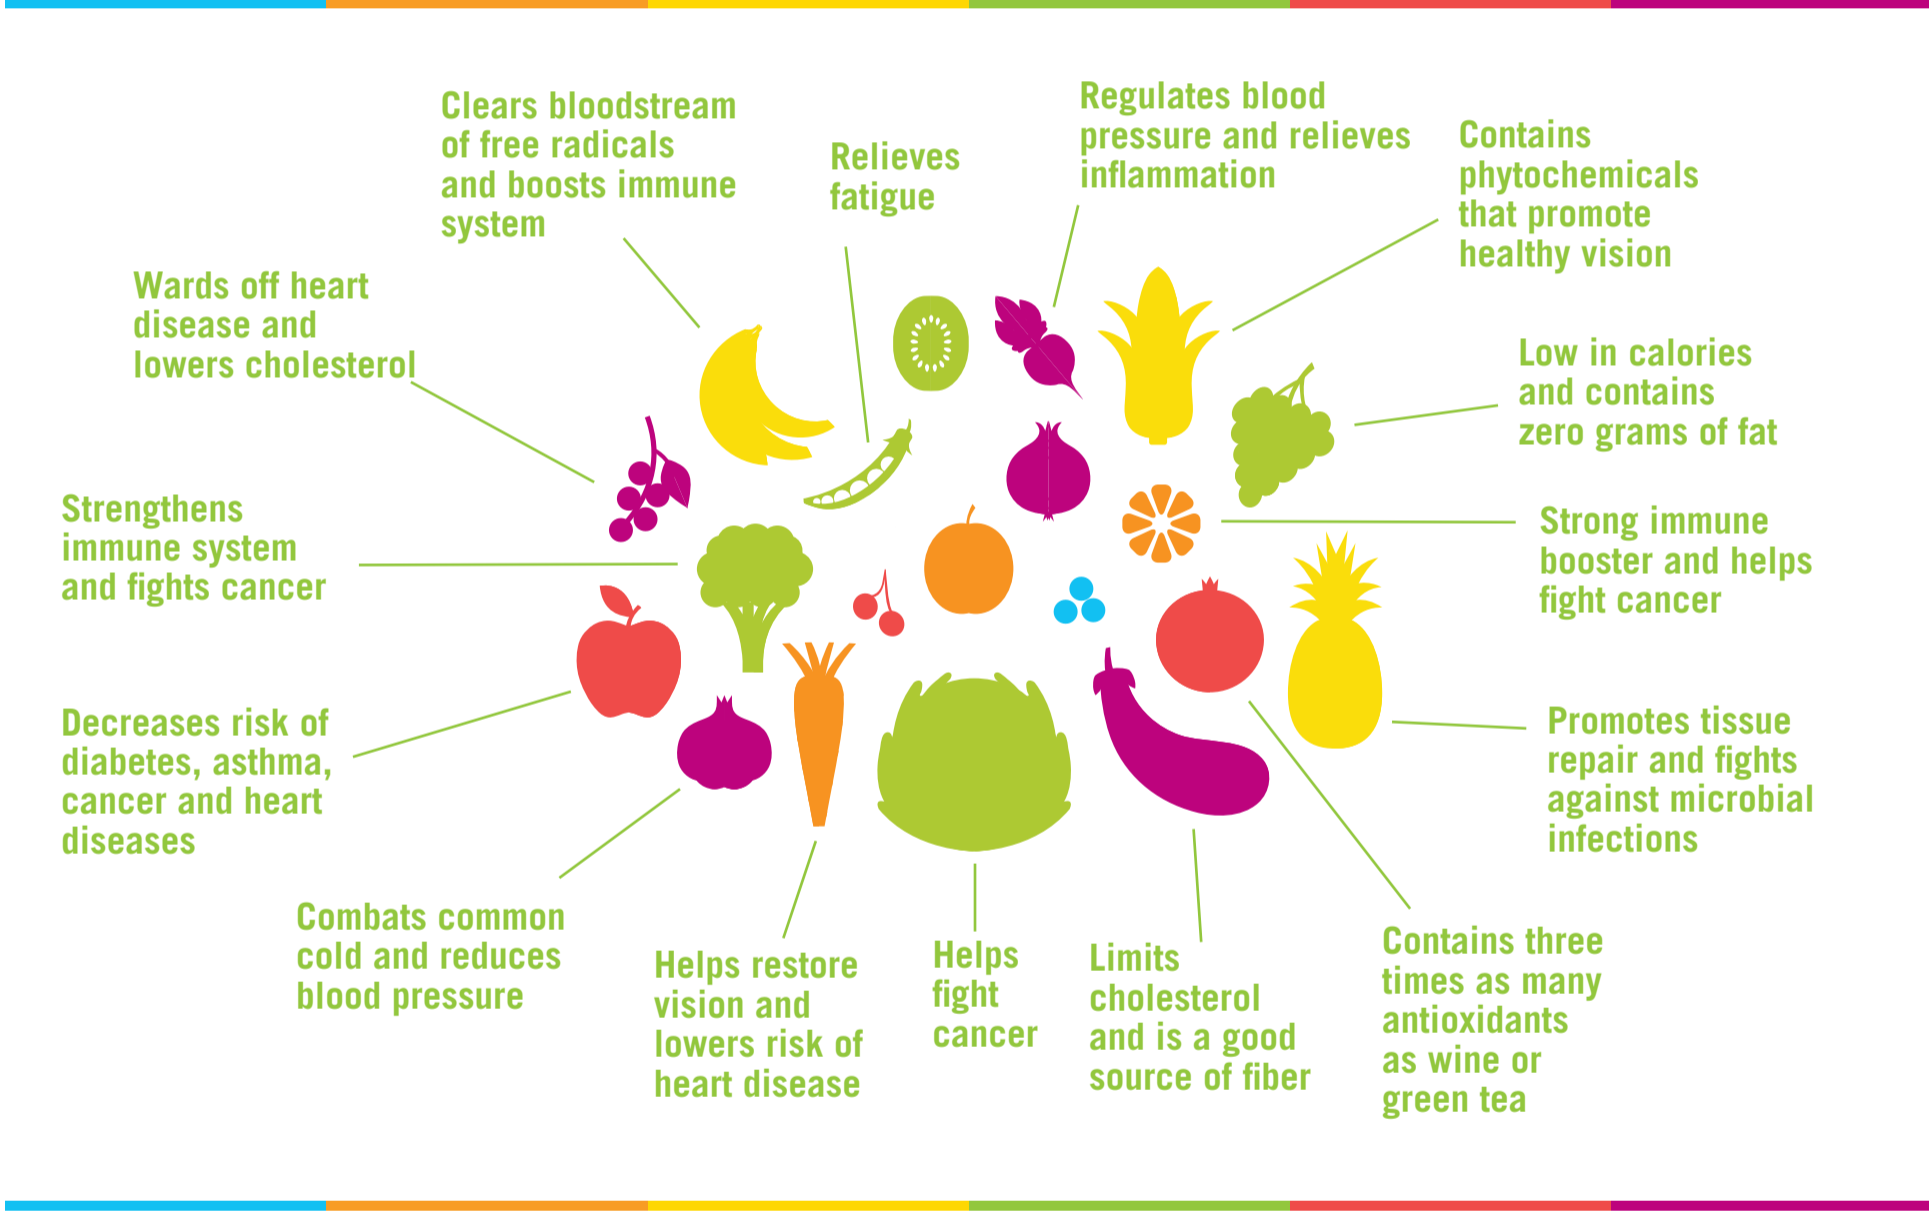 Clears bloodstream
of free radicals
and boosts immune
system
Relieves
fatigue
Regulates blood
pressure and relieves
inflammation
Contains
phytochemicals
that promote
healthy vision
Wards off heart
disease and
lowers cholesterol
Low in calories
and contains
zero grams of fat
Strengthens
immune system
and fights cancer
Strong immune
booster and helps
fight cancer
Decreases risk of
diabetes, asthma,
cancer and heart
diseases
Promotes tissue
repair and fights
against microbial
infections
Combats common
cold and reduces
blood pressure
Helps restore
vision and
lowers risk of
heart disease
Helps
fight
cancer
Limits
cholesterol
and is a good
source of fiber
Contains three
times as many
antioxidants
as wine or
green tea